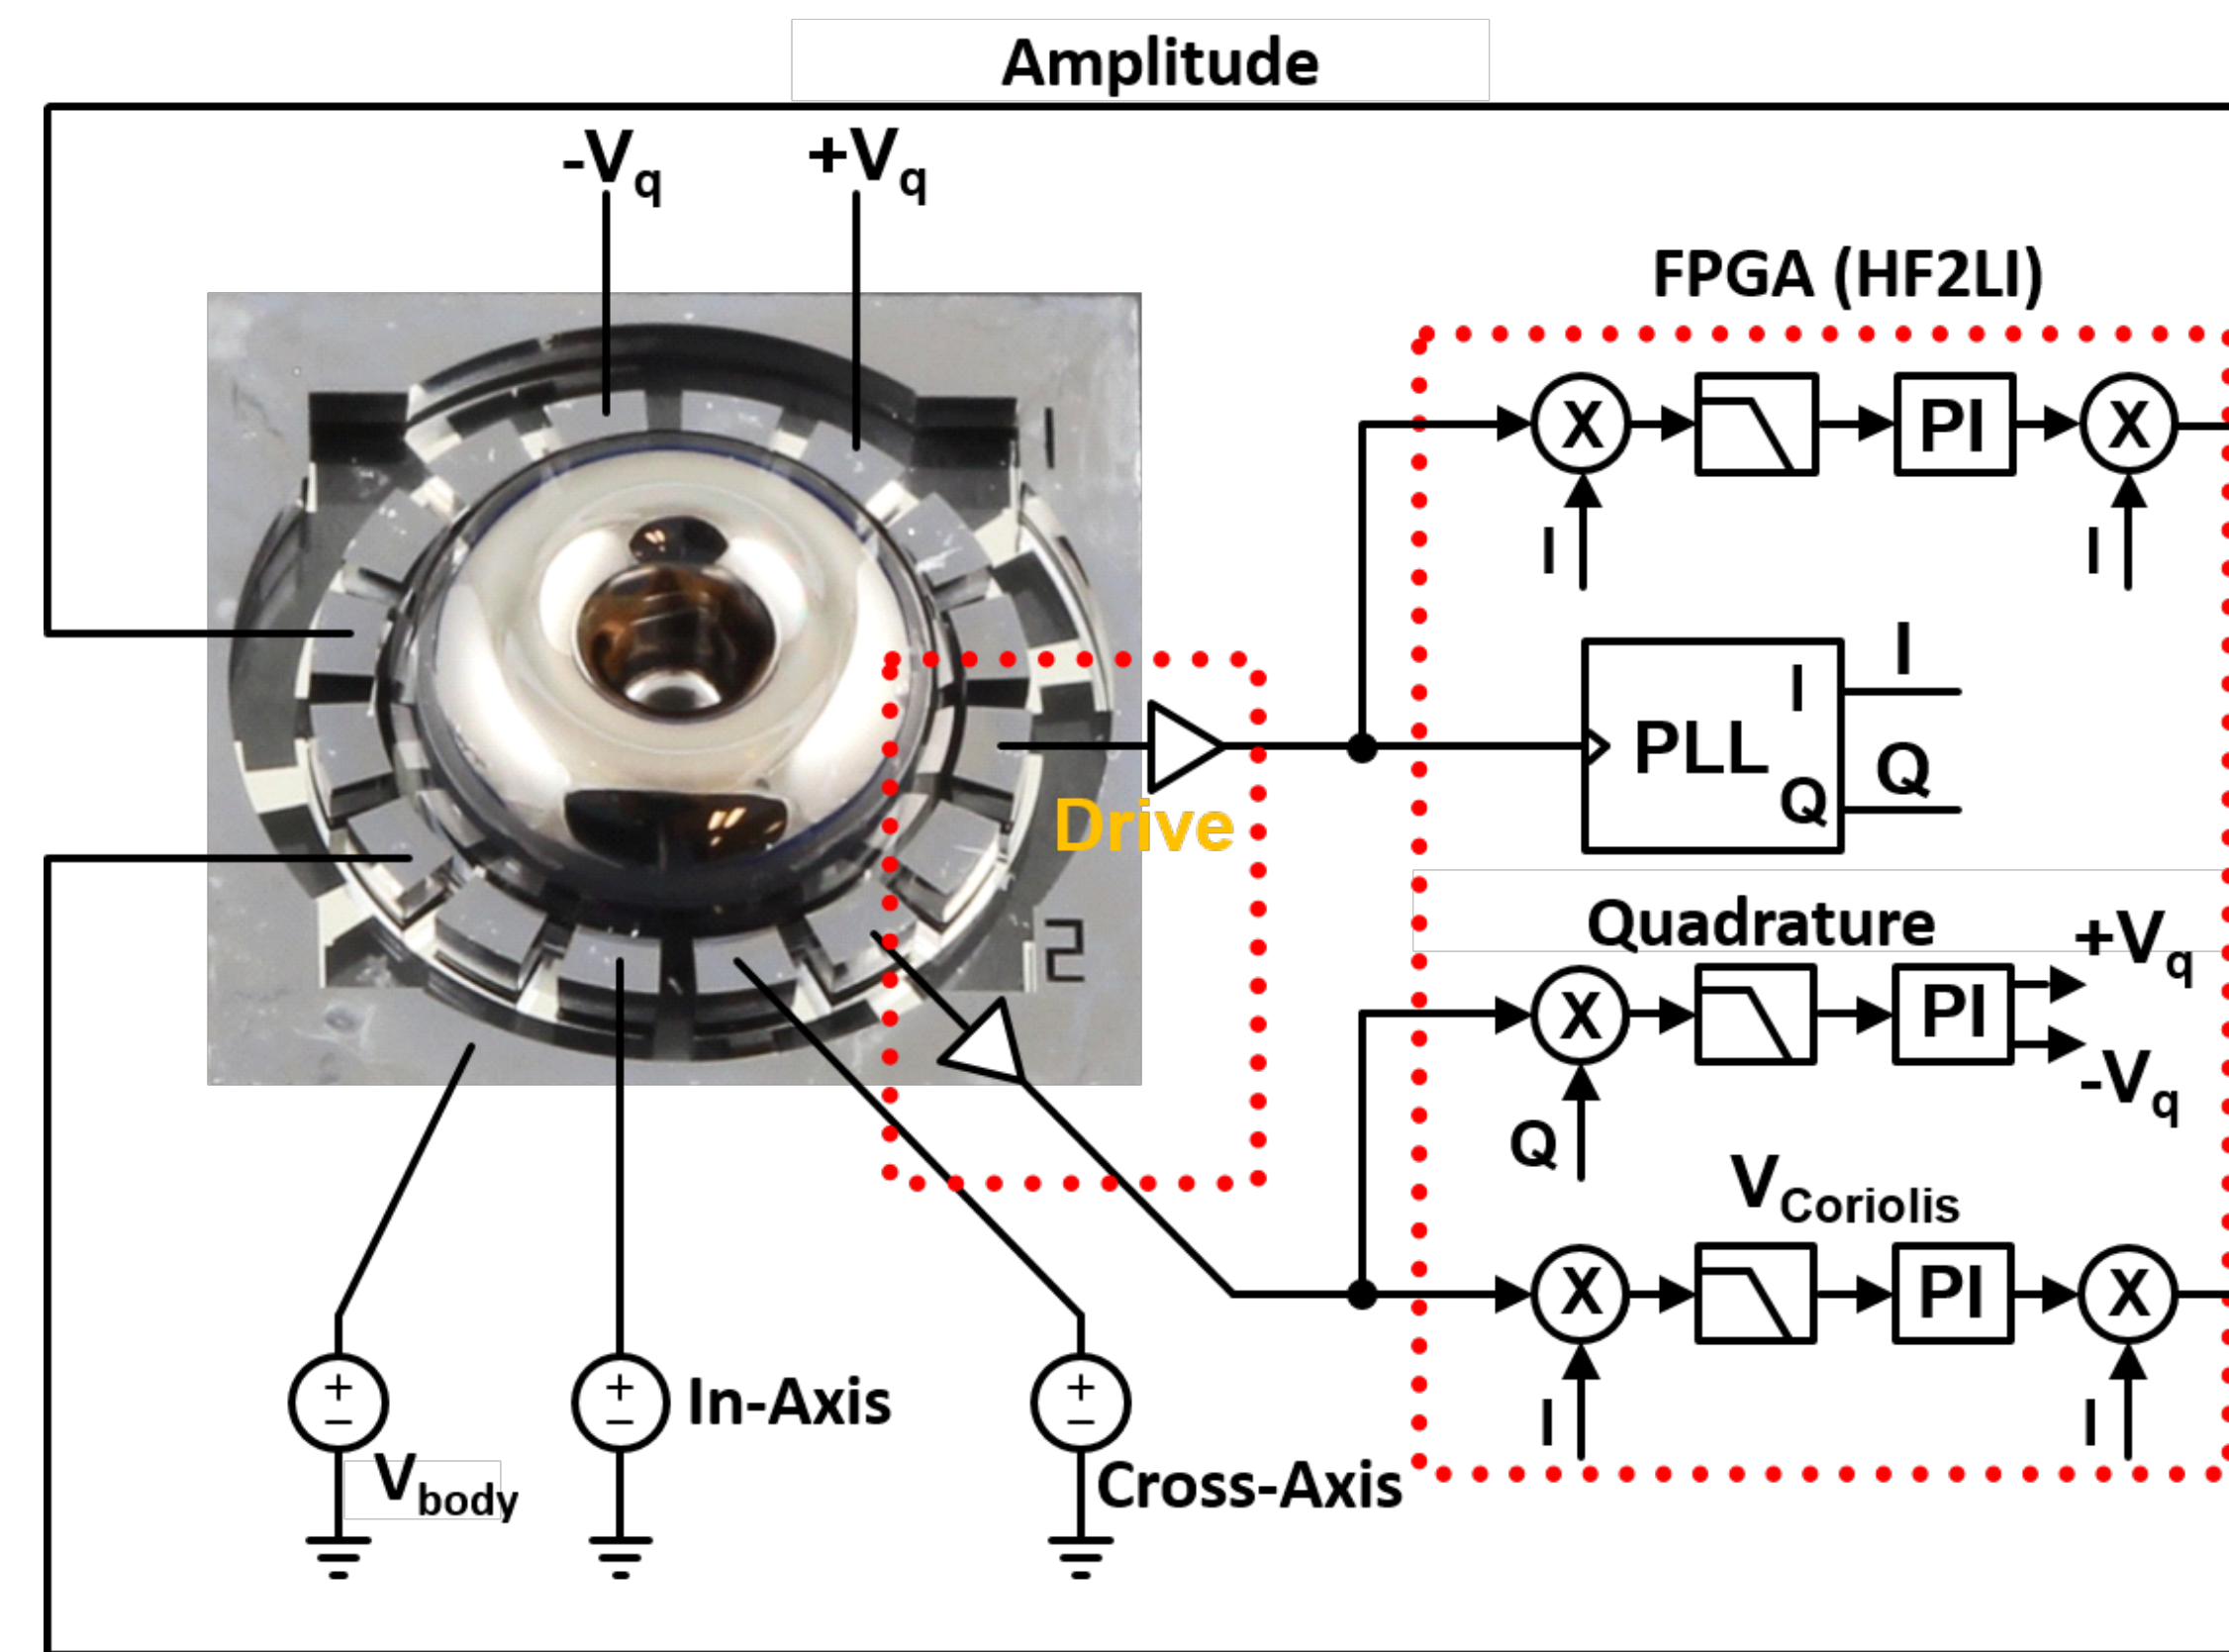 Amplitude
-Vq
+Vq
FPGA (HF2LI)
X
PI
X
I
I
I
I
PLL
Q
Q
Drive
Quadrature
+Vq
X
PI
-Vq
Q
VCoriolis
2
X
PI
X
I
I
+
−
+
−
+
−
In-Axis
Vbody
Cross-Axis